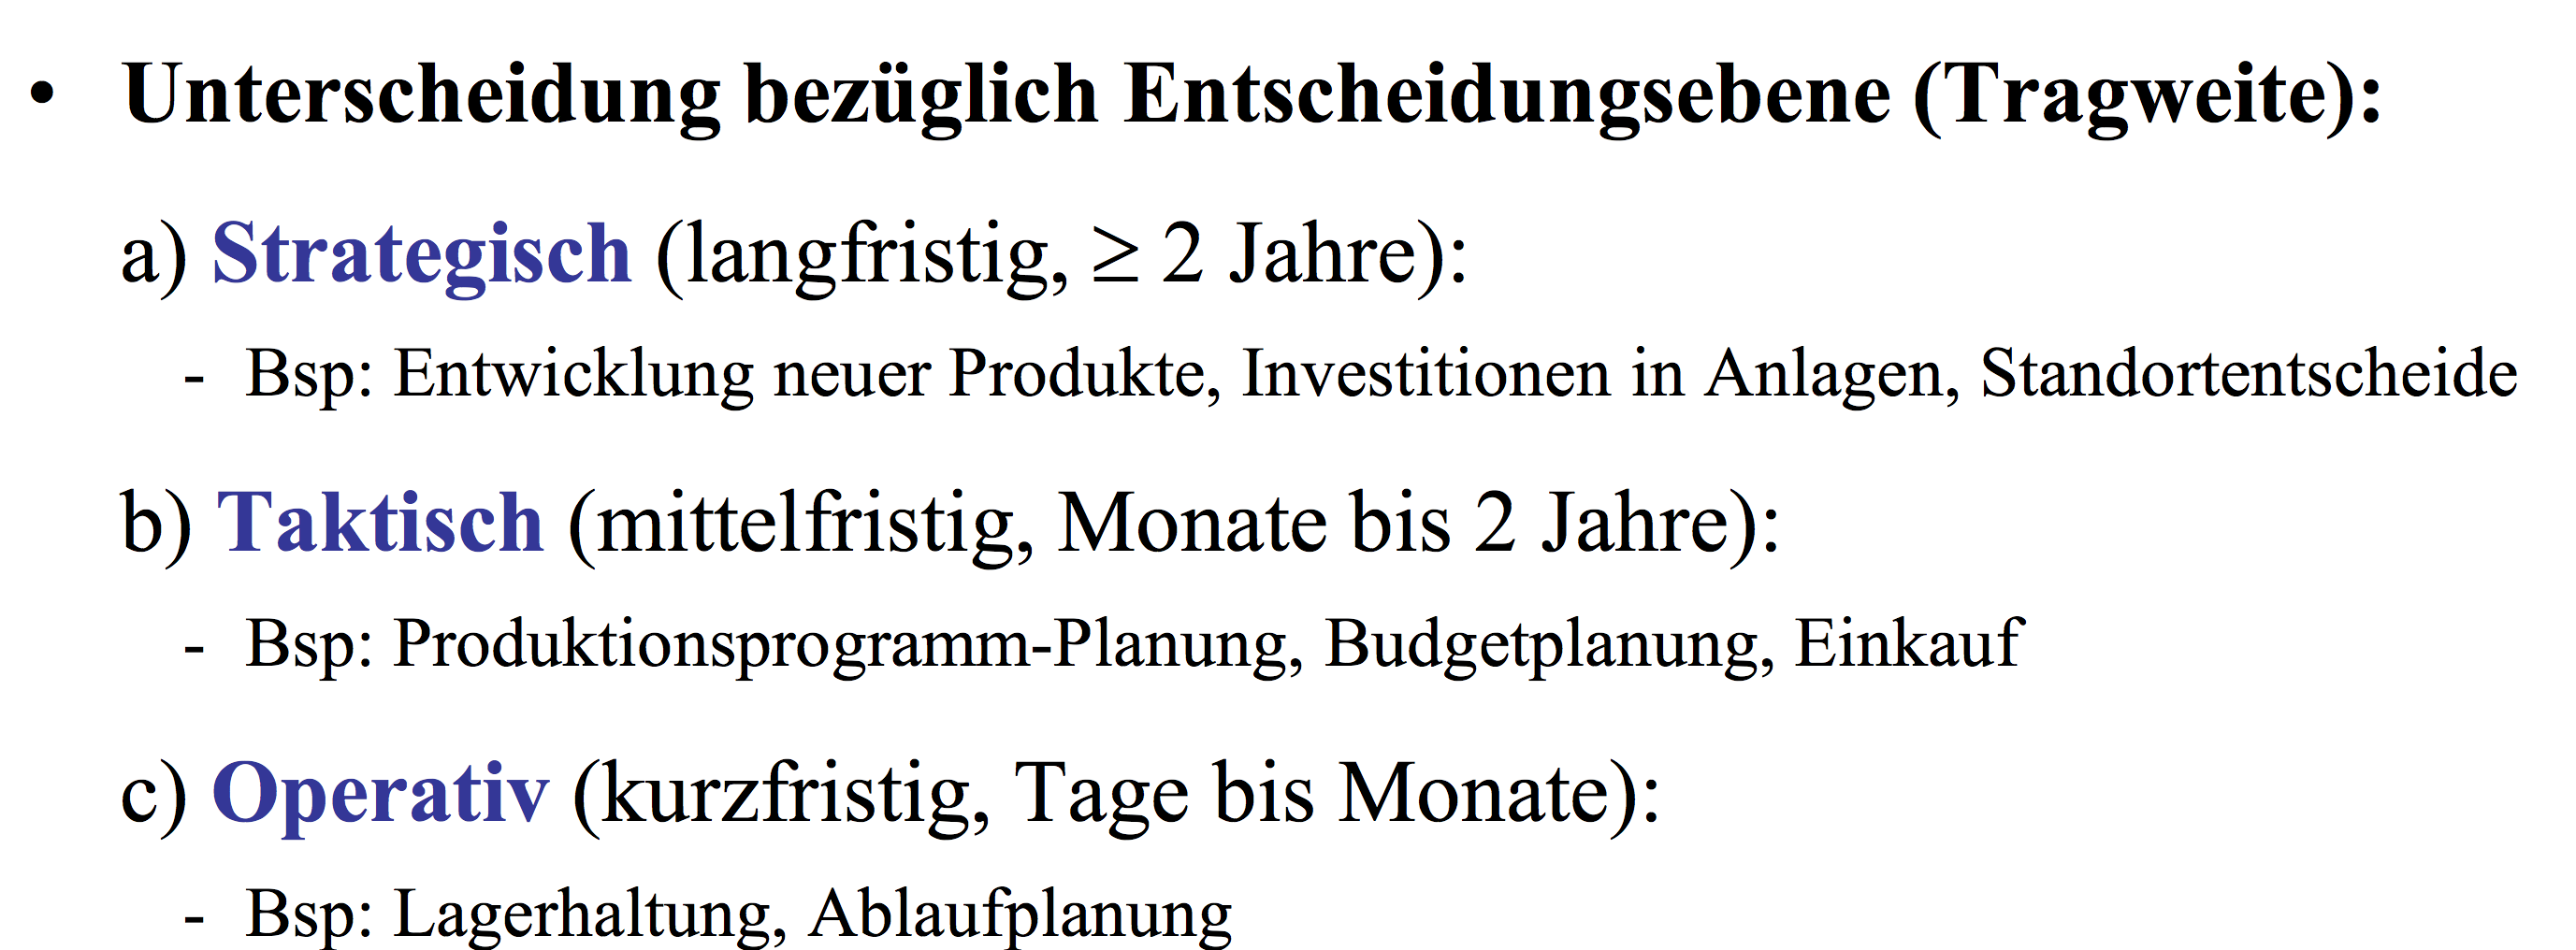 • Unterscheidung bezüglich Entscheidungsebene (Tragweite):
a) Strategisch (langfristig, ≥ 2 Jahre):
- Bsp: Entwicklung neuer Produkte, Investitionen in Anlagen, Standortentscheide
b) Taktisch (mittelfristig, Monate bis 2 Jahre):
- Bsp: Produktionsprogramm-Planung, Budgetplanung, Einkauf
c) Operativ (kurzfristig, Tage bis Monate):
- Bsp: Lagerhaltung, Ablaufplanung